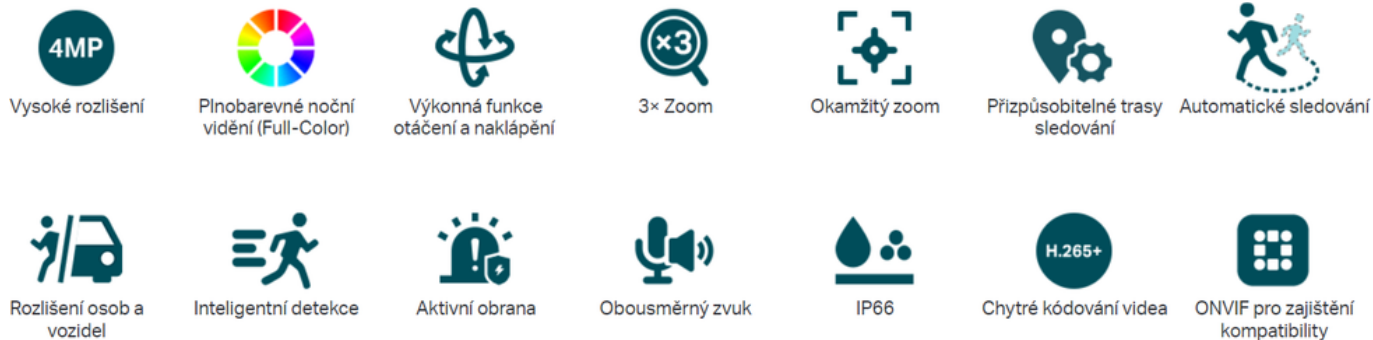 4MP
×3
Vysoké rozlišení
Plnobarevné noční
vidění (Full-Color)
Výkonná funkce
otáčení a naklápění
3× Zoom
Okamžitý zoom
Přizpůsobitelné trasy
sledování
Automatické sledování
H.265+
Rozlišení osob a
vozidel
Inteligentní detekce
Aktivní obrana
Obousměrný zvuk
IP66
Chytré kódování videa
ONVIF pro zajištění
kompatibility